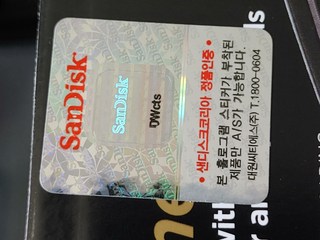 SanDisk
SanDisk
DWcts
• 샌디스크코리아 정품인증 •
본 홀로그램 스티커가 부착된
제품만 A/S가 가능합니다.
대원씨티에스(주) T.1800-0604
with